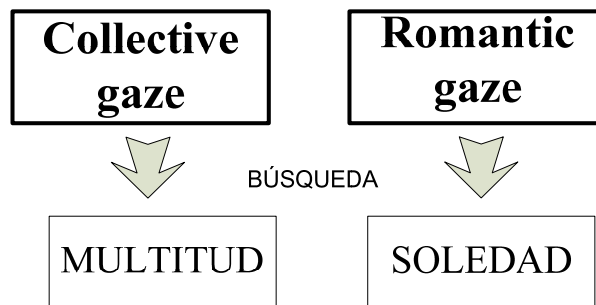 Collective
gaze
Romantic
gaze
BÚSQUEDA
MULTITUD
SOLEDAD